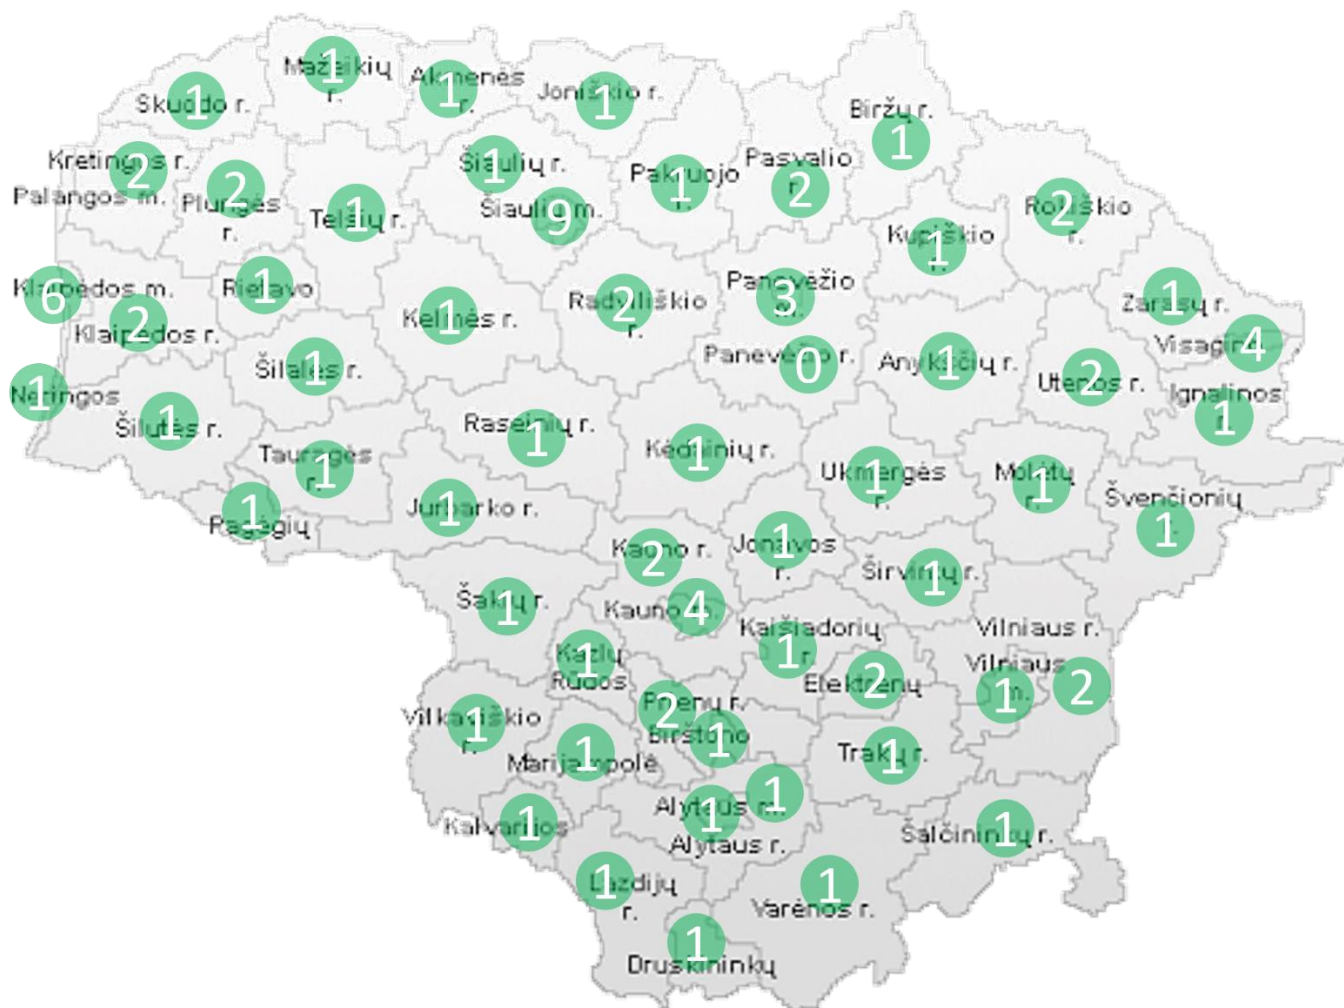 Mažeikių
r.
1
Akmenės
r.
1
Skuodo r.
1
Joniškio r.
1
Biržų r.
1
Kretingos r.
2
Palangos m.
Plungės
r.
2
Telšių r.
1
Šiaulių r.
1
Šiaulių m.
9
Pakruojo
r.
1
Pasvalio
r.
2
Kupiškio
r.
1
Rokiškio
r.
2
Klaipėdos m.
6
Klaipėdos r.
2
Rietavo
1
Kelmės r.
1
Radviliškio
r.
2
Panevėžio
m.
3
Panevėžio r.
0
Anykščių r.
1
Zarasų r.
1
Visagino
4
Utenos r.
2
Ignalinos
r.
1
Neringos
1
Šilutės r.
1
Šilalės r.
1
Tauragės
r.
1
Raseinių r.
1
Kėdainių r.
1
Ukmergės
r.
1
Molėtų
r.
1
Švenčionių
1
Pagėgių
1
Jurbarko r.
1
Kauno r.
2
Jonavos
r.
1
Širvintų r.
1
Šakių r.
1
Kauno m.
4
Kaišiadorių
r.
1
Vilniaus r.
2
Vilniaus
m.
1
Kazlų
Rūdos
1
Elektrėnų
2
Prienų r.
2
Birštono
1
Vilkaviškio
r.
1
Marijampolė
1
Trakų r.
1
Alytaus m.
1
Alytaus r.
1
Kalvarijos
1
Šalčininkų r.
1
Lazdijų
r.
1
Varėnos r.
1
Druskininkų
1